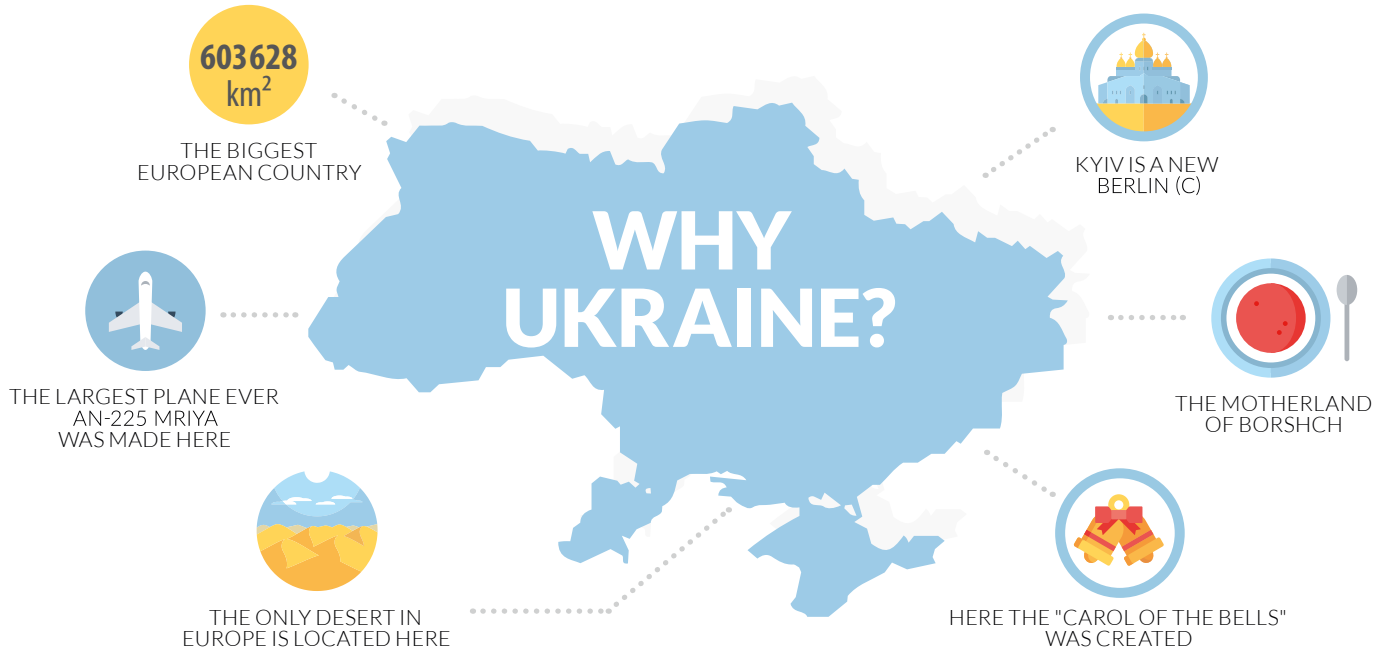 603 628
km²
THE BIGGEST
EUROPEAN COUNTRY
KYIV IS A NEW
BERLIN (C)
WHY
UKRAINE?
THE LARGEST PLANE EVER
AN-225 MRIYA
WAS MADE HERE
THE MOTHERLAND
OF BORSHCH
THE ONLY DESERT IN
EUROPE IS LOCATED HERE
HERE THE "CAROL OF THE BELLS"
WAS CREATED